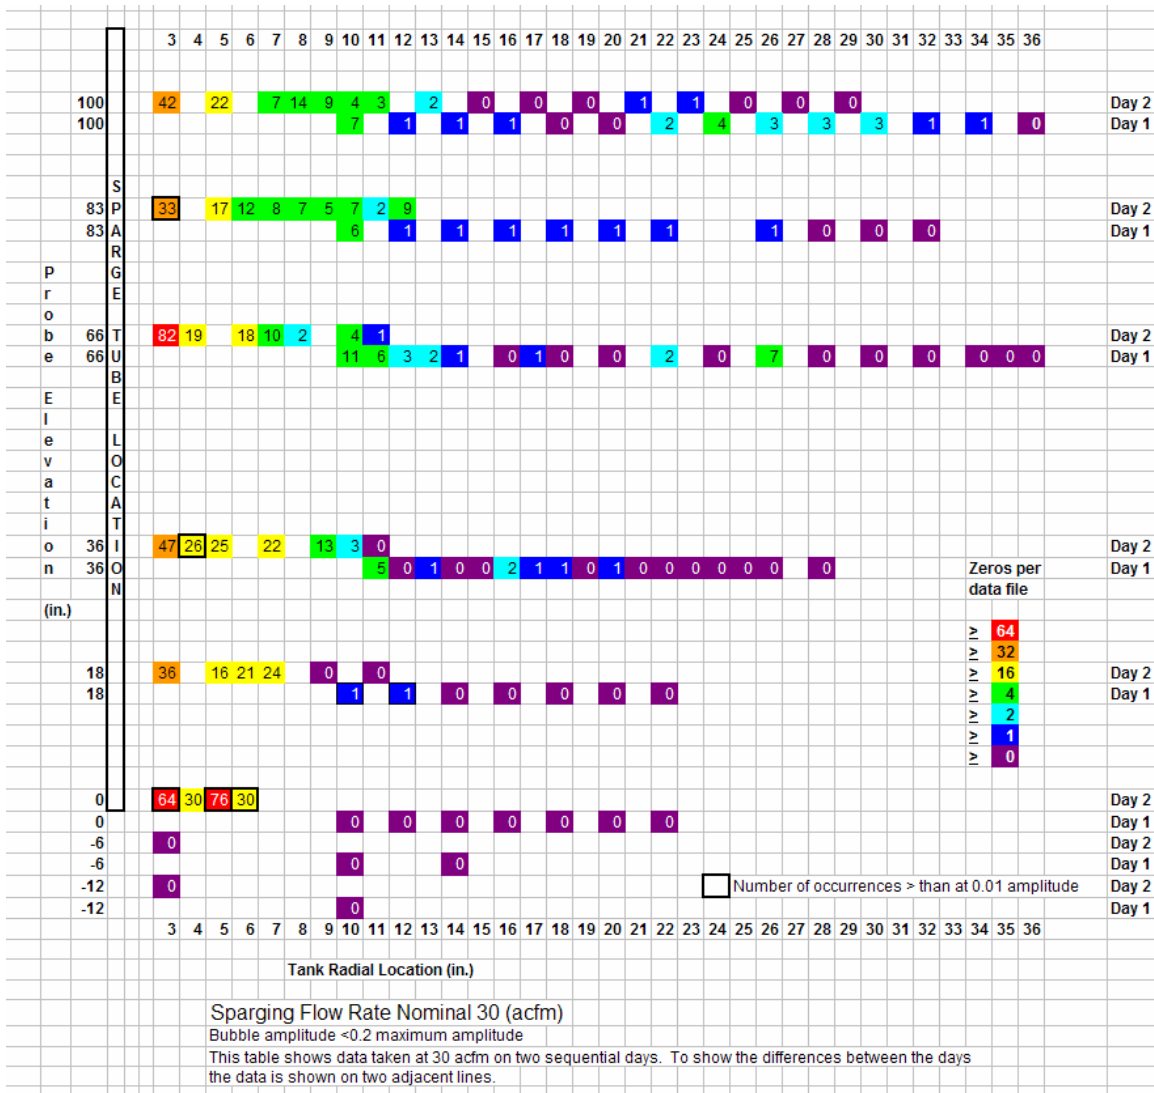 3 4 5 6 7 8 9 10 11 12 13 14 15 16 17 18 19 20 21 22 23 24 25 26 27 28 29 30 31 32 33 34 35 36
100 42 22 7 14 9 4 3 2 0 0 0 1 1 0 0 0 Day 2
100 7 1 1 1 0 0 2 4 3 3 3 1 1 0 Day 1
SPARGE TUBE LOCATION
83 33 17 12 8 7 5 7 2 9 Day 2
83 6 1 1 1 1 1 1 1 0 0 0 Day 1
Probe Elevation
(in.)
66 82 19 18 10 2 4 1 Day 2
66 11 6 3 2 1 0 1 0 0 2 0 7 0 0 0 0 0 0 Day 1
36 47 26 25 22 13 3 0 Day 2
36 5 0 1 0 0 2 1 1 0 1 0 0 0 0 0 0 0 Day 1
Zeros per
data file
≥ 64
≥ 32
≥ 16
≥ 4
≥ 2
≥ 1
≥ 0
18 36 16 21 24 0 0 Day 2
18 1 1 0 0 0 0 0 Day 1
0 64 30 76 30 Day 2
0 0 0 0 0 0 0 0 Day 1
-6 0 Day 2
-6 0 0 Day 1
-12 0 Day 2
Number of occurrences > than at 0.01 amplitude
-12 0 Day 1
3 4 5 6 7 8 9 10 11 12 13 14 15 16 17 18 19 20 21 22 23 24 25 26 27 28 29 30 31 32 33 34 35 36
Tank Radial Location (in.)
Sparging Flow Rate Nominal 30 (acfm)
Bubble amplitude <0.2 maximum amplitude
This table shows data taken at 30 acfm on two sequential days. To show the differences between the days
the data is shown on two adjacent lines.